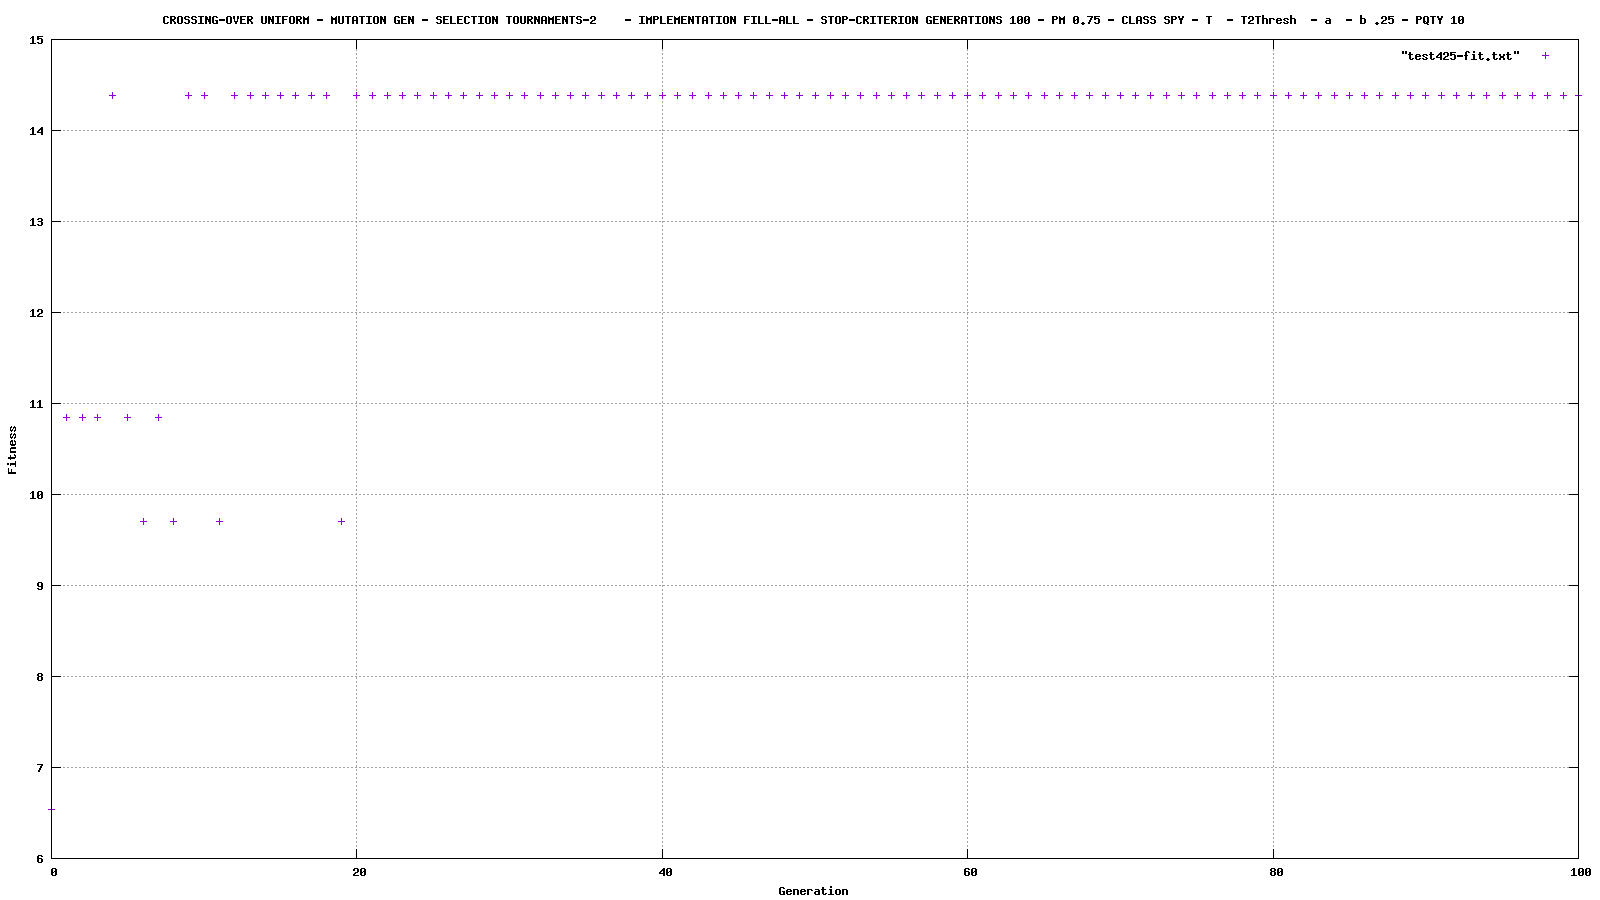 CROSSING-OVER UNIFORM - MUTATION GEN - SELECTION TOURNAMENTS-2    - IMPLEMENTATION FILL-ALL - STOP-CRITERION GENERATIONS 100 - PM 0.75 - CLASS SPY - T  - T2Thresh  - a  - b .25 - PQTY 10
"test425-fit.txt"
15
14
13
12
11
10
9
8
7
6
Fitness
0 20 40 60 80 100
Generation